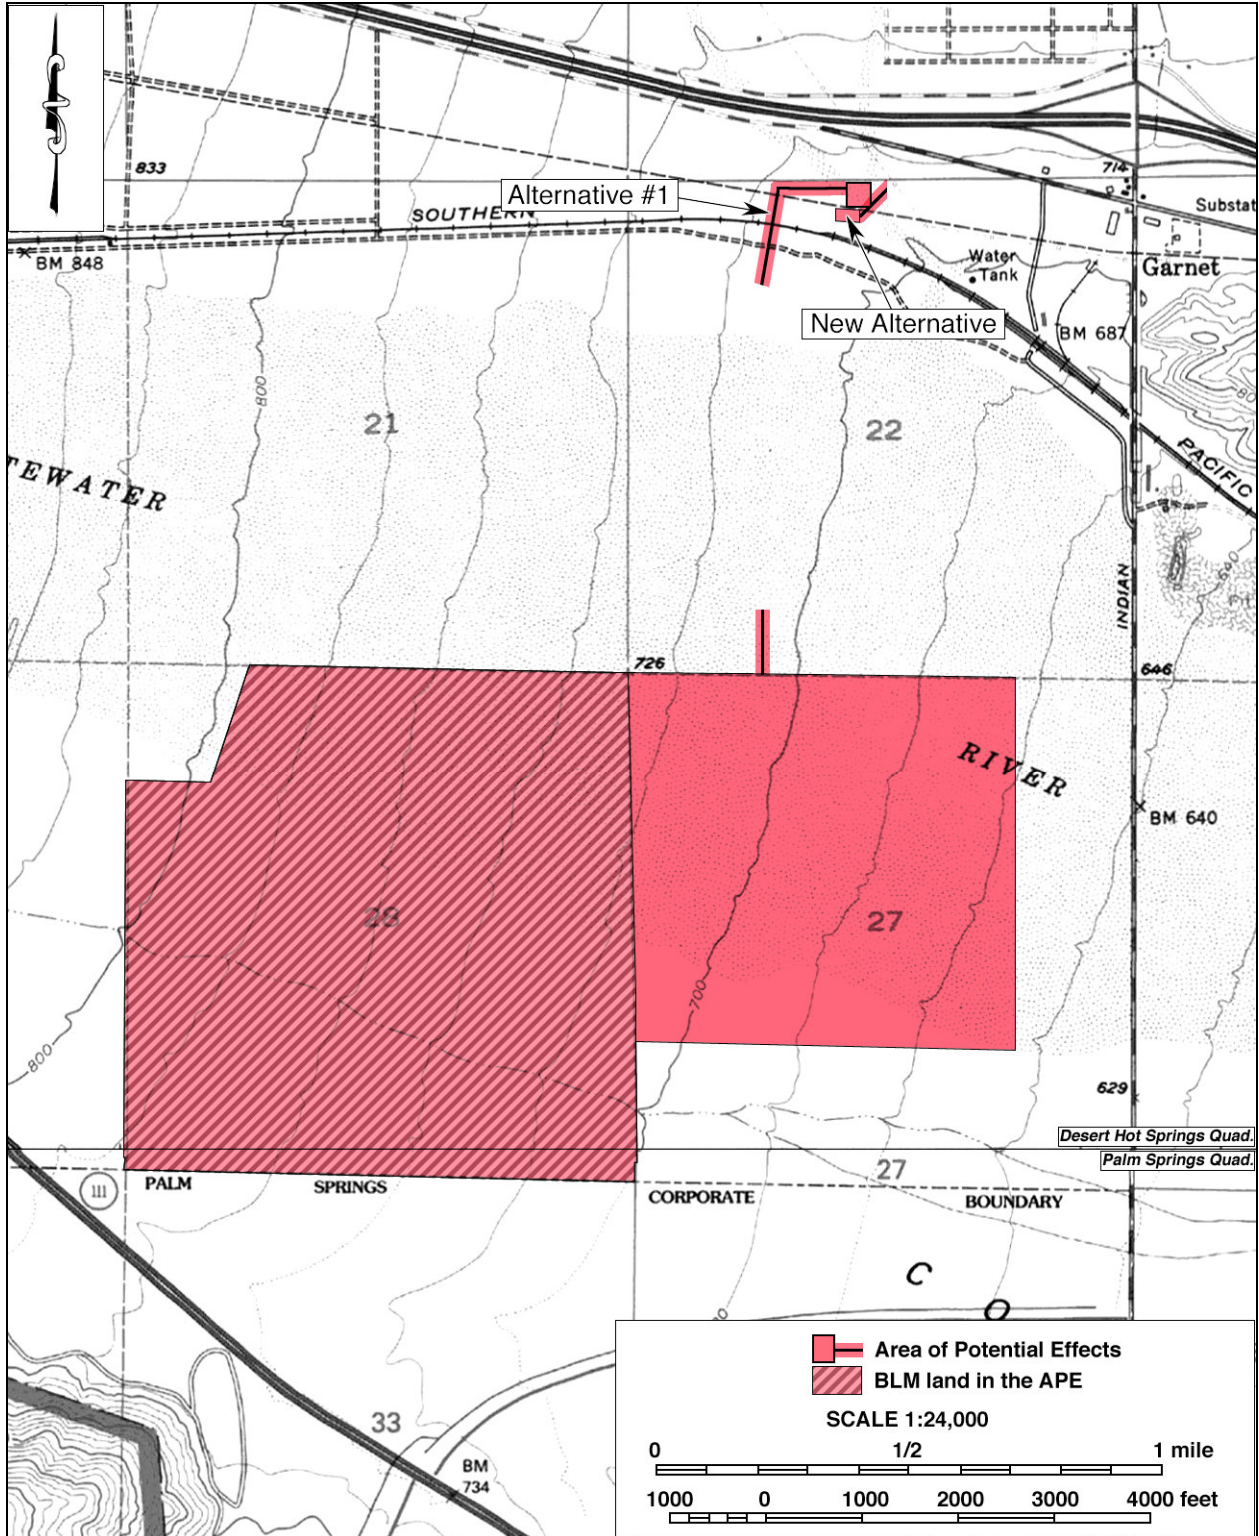 833
714
Alternative #1
SOUTHERN
Substat
BM 848
Water
Tank
Garnet
New Alternative
BM 687
800
21
22
TEWATER
PACIFIC
640
INDIAN
726
646
RIVER
BM 640
28
27
700
800
629
Desert Hot Springs Quad.
Palm Springs Quad.
27
111
PALM SPRINGS CORPORATE BOUNDARY
C
O
Area of Potential Effects
BLM land in the APE
SCALE 1:24,000
33
BM
734
0 1/2 1 mile
1000 0 1000 2000 3000 4000 feet